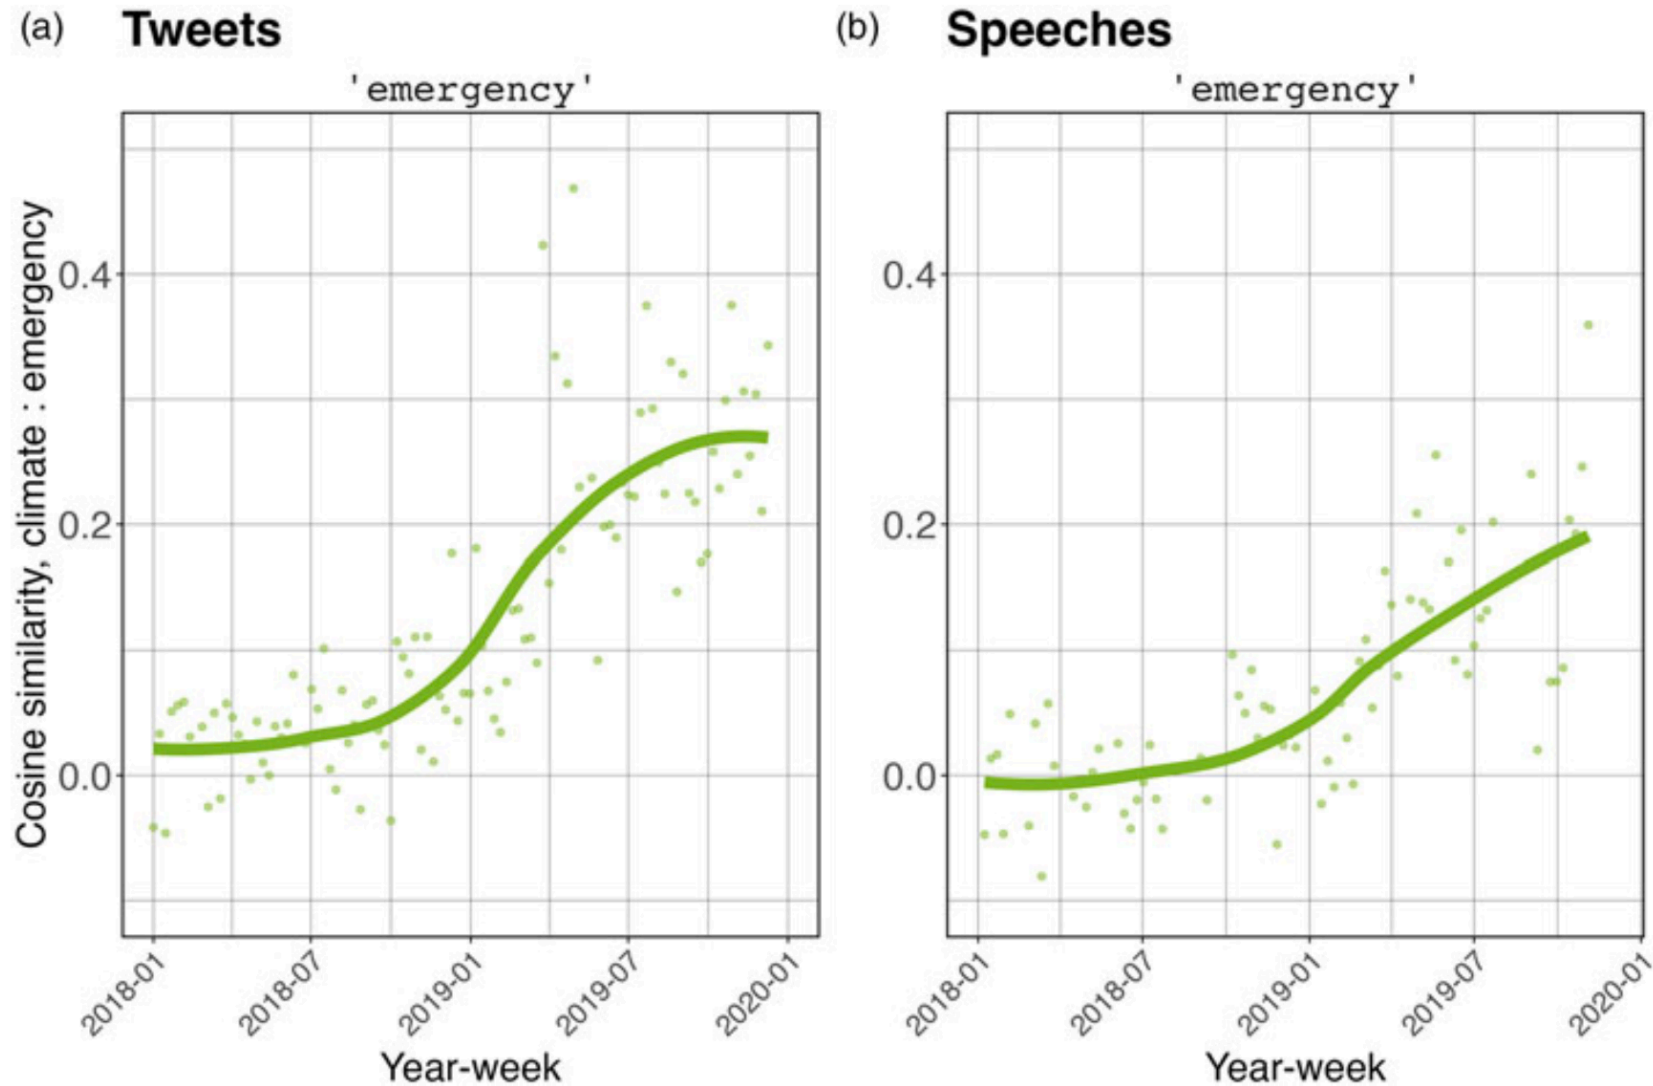 (a) Tweets
'emergency'
Cosine similarity, climate : emergency
0.4
0.2
0.0
2018-01
2018-07
2019-01
2019-07
2020-01
Year-week
(b) Speeches
'emergency'
0.4
0.2
0.0
2018-01
2018-07
2019-01
2019-07
2020-01
Year-week